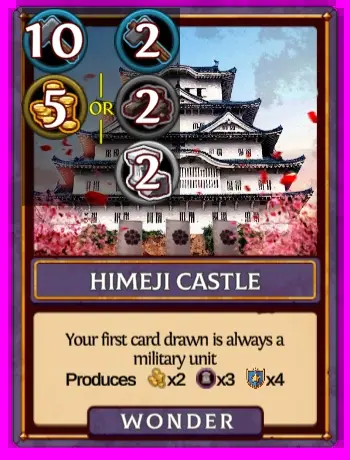 10 2
5 OR 2
2
HIMEJI CASTLE
Your first card drawn is always a
military unit
Produces x2 x3 x4
WONDER